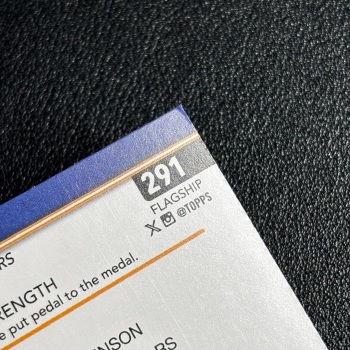 291
FLAGSHIP
@TOPPS
RS
RENGTH
e put pedal to the medal.
NSON
RS